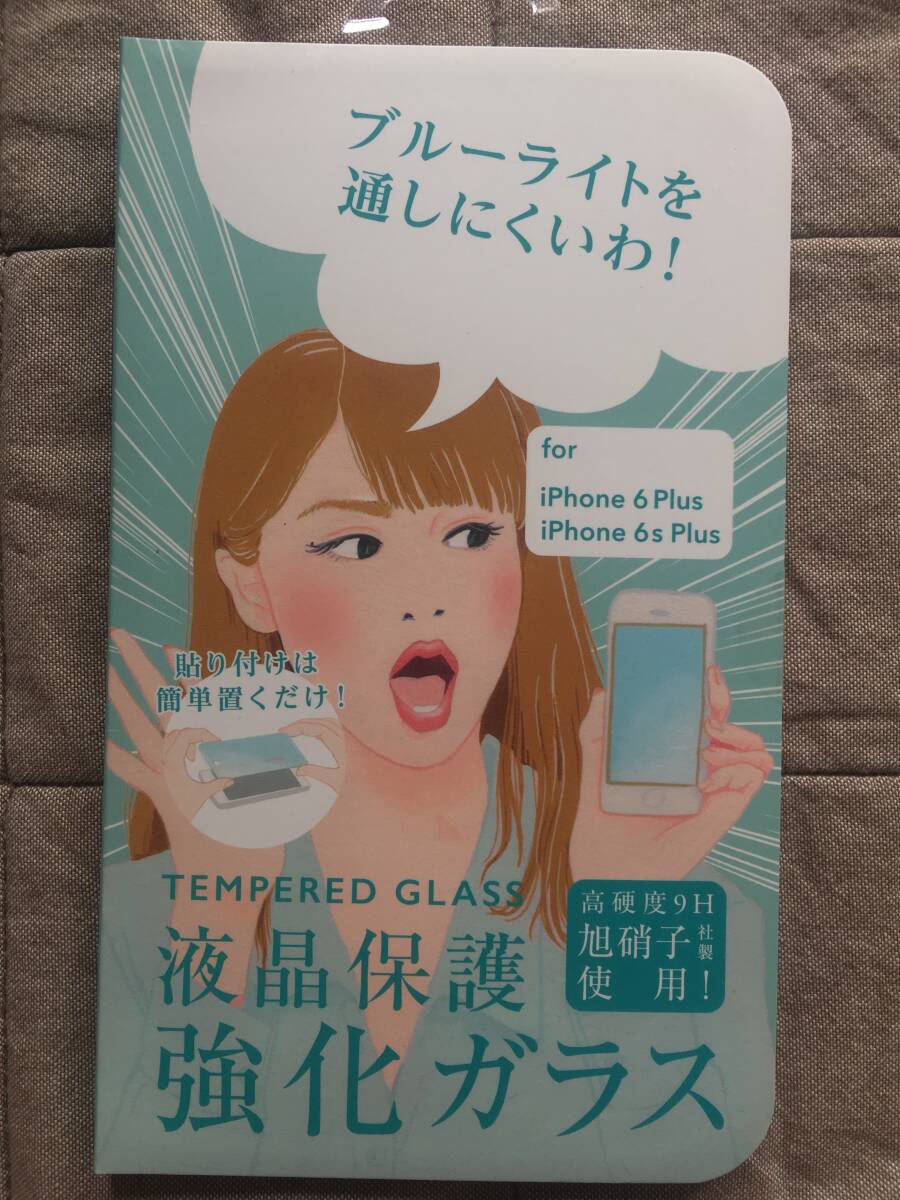 ブルーライトを
通しにくいわ！
for
iPhone 6 Plus
iPhone 6s Plus
貼り付けは
簡単置くだけ！
TEMPERED GLASS
高硬度9H
旭硝子社製
使用！
液晶保護
強化ガラス